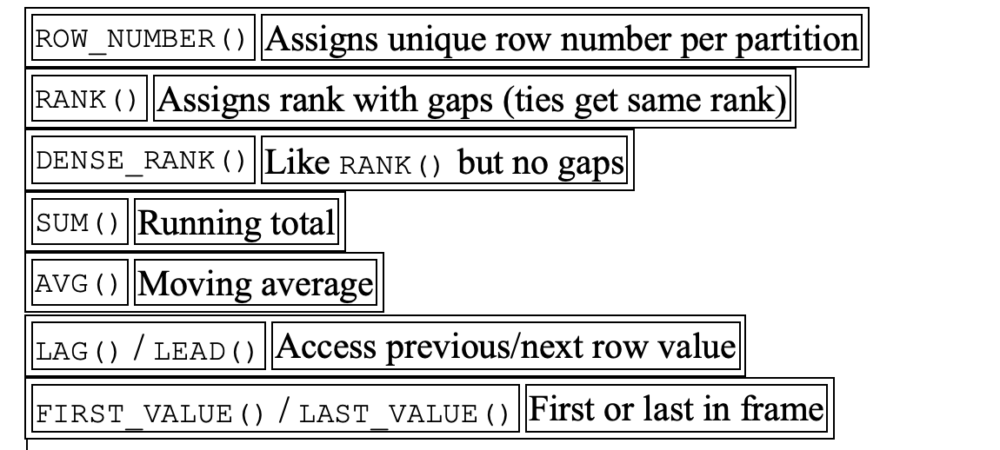 ROW_NUMBER() Assigns unique row number per partition
RANK() Assigns rank with gaps (ties get same rank)
DENSE_RANK() Like RANK() but no gaps
SUM() Running total
AVG() Moving average
LAG() / LEAD() Access previous/next row value
FIRST_VALUE() / LAST_VALUE() First or last in frame